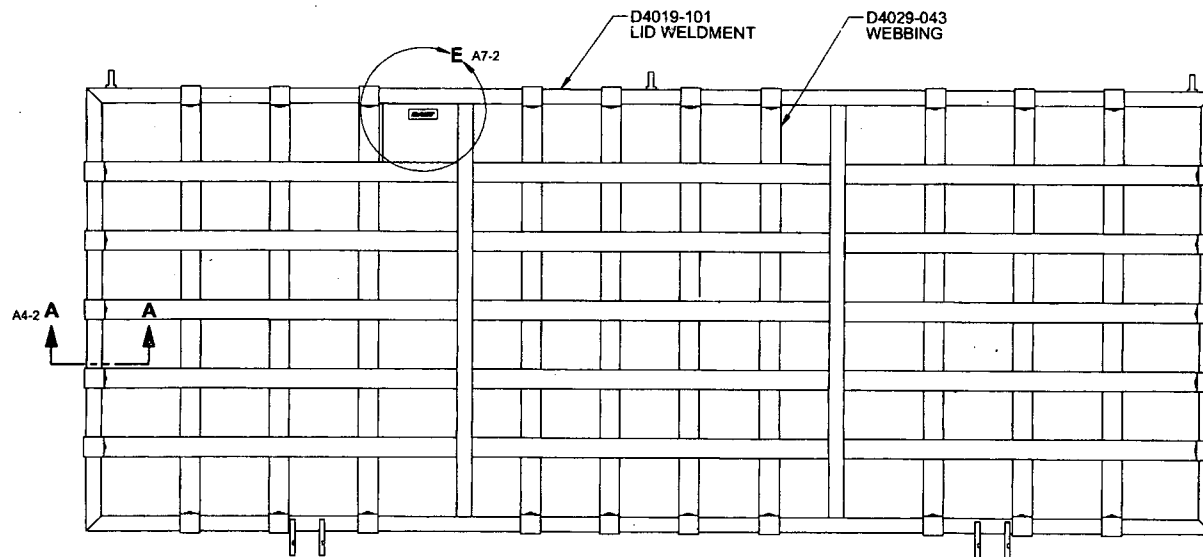 D4019-101
LID WELDMENT
D4029-043
WEBBING
E A7-2
A4-2 A A